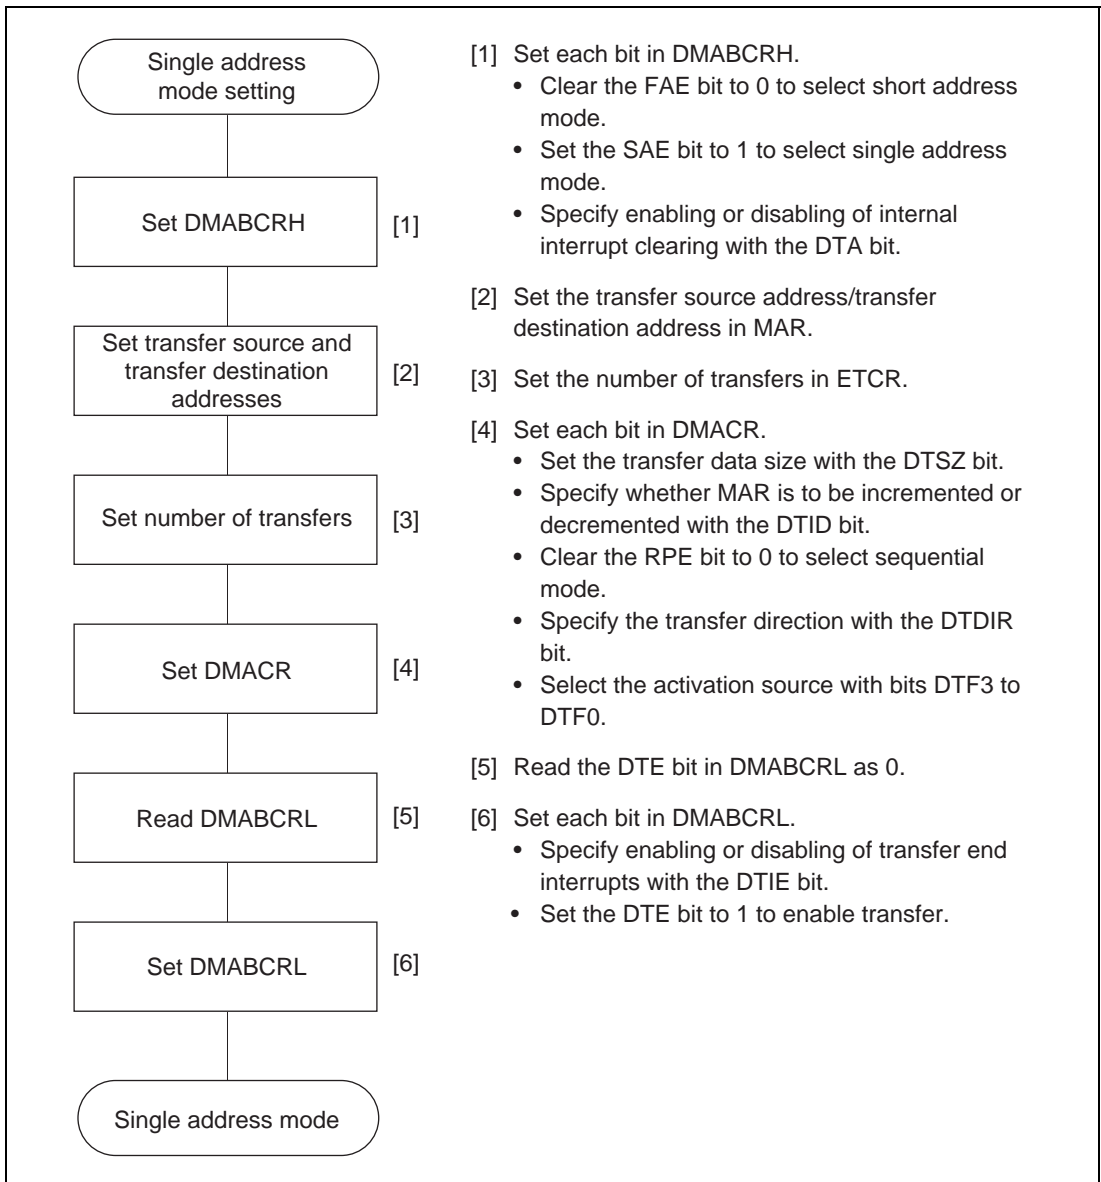 Single address
mode setting
Set DMABCRH
[1]
Set transfer source and
transfer destination
addresses
[2]
Set number of transfers
[3]
Set DMACR
[4]
Read DMABCRL
[5]
Set DMABCRL
[6]
Single address mode
[1] Set each bit in DMABCRH.
• Clear the FAE bit to 0 to select short address
mode.
• Set the SAE bit to 1 to select single address
mode.
• Specify enabling or disabling of internal
interrupt clearing with the DTA bit.
[2] Set the transfer source address/transfer
destination address in MAR.
[3] Set the number of transfers in ETCR.
[4] Set each bit in DMACR.
• Set the transfer data size with the DTSZ bit.
• Specify whether MAR is to be incremented or
decremented with the DTID bit.
• Clear the RPE bit to 0 to select sequential
mode.
• Specify the transfer direction with the DTDIR
bit.
• Select the activation source with bits DTF3 to
DTF0.
[5] Read the DTE bit in DMABCRL as 0.
[6] Set each bit in DMABCRL.
• Specify enabling or disabling of transfer end
interrupts with the DTIE bit.
• Set the DTE bit to 1 to enable transfer.